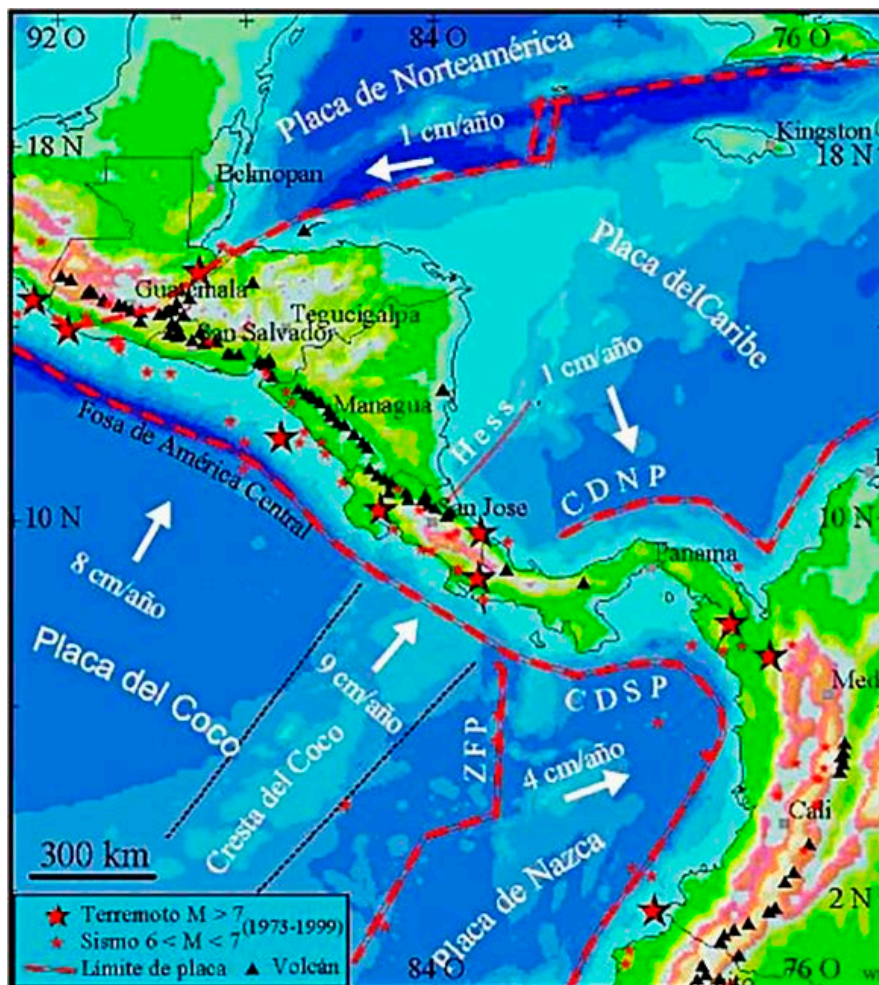 92 O
84 O
76 O
Placa de Norteamérica
1 cm/año
18 N
Kingston
18 N
Belmopan
Placa del Caribe
Guatemala
Tegucigalpa
San Salvador
1 cm/año
Managua
Hess
Fosa de América Central
CDNP
10 N
San Jose
10 N
Panama
8 cm/año
Placa del Coco
9 cm/año
CDSP
Med
ZFP
4 cm/año
Cresta del Coco
Cali
300 km
Placa de Nazca
2 N
Terremoto M > 7
(1973-1999)
Sismo 6 < M < 7
Límite de placa
Volcán
84 O
76 O